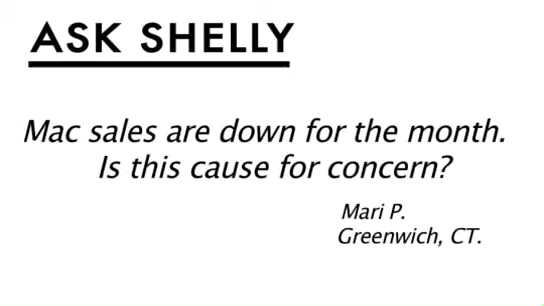 ASK SHELLY
Mac sales are down for the month.
Is this cause for concern?
Mari P.
Greenwich, CT.